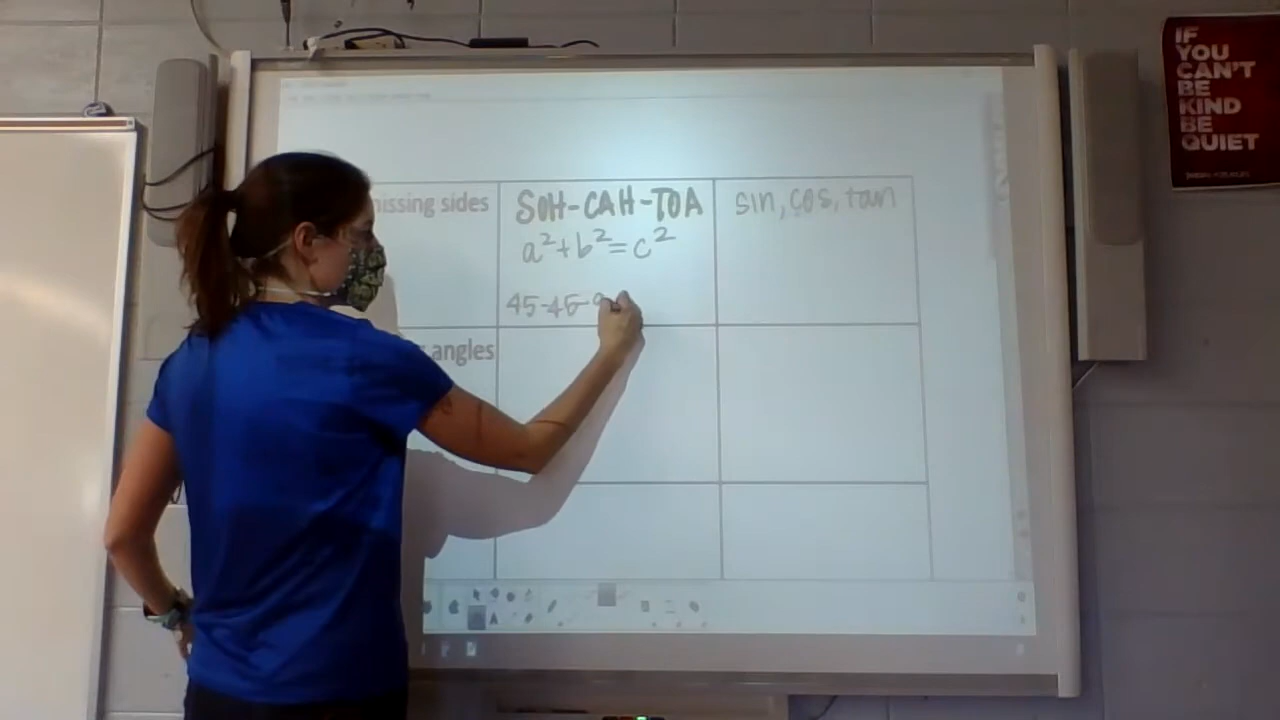 IF
YOU
CAN'T
BE
KIND
BE
QUIET
missing sides
SOH-CAH-TOA
sin, cos, tan
a²+b²=c²
45-45-9
angles